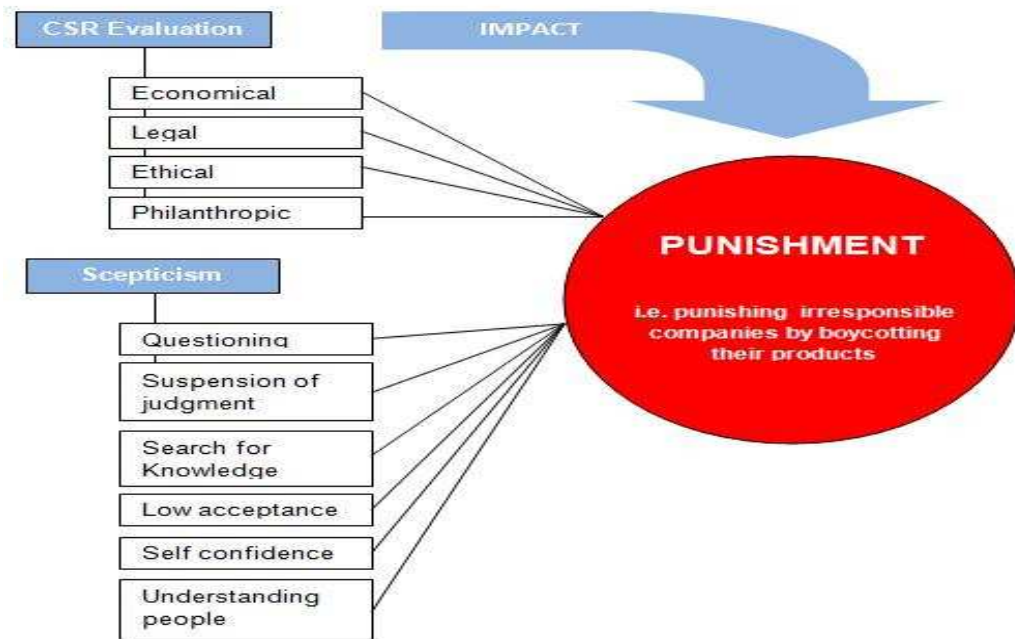 CSR Evaluation
IMPACT
Economical
Legal
Ethical
Philanthropic
PUNISHMENT
i.e. punishing irresponsible
companies by boycotting
their products
Scepticism
Questioning
Suspension of
judgment
Search for
Knowledge
Low acceptance
Self confidence
Understanding
people